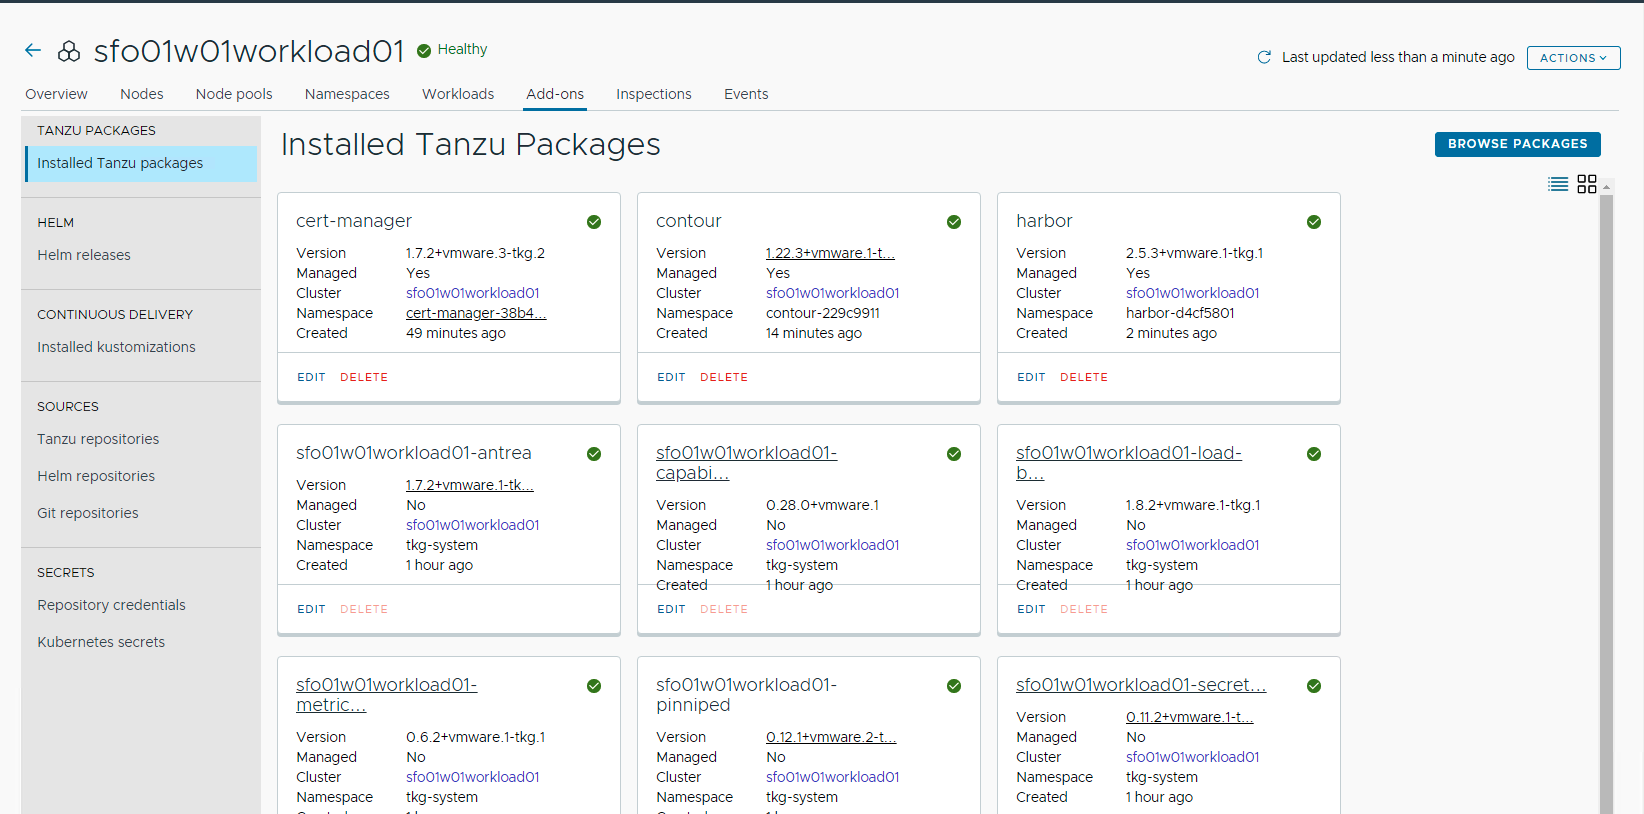 sfo01w01workload01 Healthy
Last updated less than a minute ago ACTIONS
Overview Nodes Node pools Namespaces Workloads Add-ons Inspections Events
TANZU PACKAGES
Installed Tanzu packages
HELM
Helm releases
CONTINUOUS DELIVERY
Installed kustomizations
SOURCES
Tanzu repositories
Helm repositories
Git repositories
SECRETS
Repository credentials
Kubernetes secrets
Installed Tanzu Packages
BROWSE PACKAGES
cert-manager
Version 1.7.2+vmware.3-tkg.2
Managed Yes
Cluster sfo01w01workload01
Namespace cert-manager-38b4...
Created 49 minutes ago
EDIT DELETE
contour
Version 1.22.3+vmware.1-t...
Managed Yes
Cluster sfo01w01workload01
Namespace contour-229c9911
Created 14 minutes ago
EDIT DELETE
harbor
Version 2.5.3+vmware.1-tkg.1
Managed Yes
Cluster sfo01w01workload01
Namespace harbor-d4cf5801
Created 2 minutes ago
EDIT DELETE
sfo01w01workload01-antrea
Version 1.7.2+vmware.1-tk...
Managed No
Cluster sfo01w01workload01
Namespace tkg-system
Created 1 hour ago
EDIT DELETE
sfo01w01workload01-
capabi...
Version 0.28.0+vmware.1
Managed No
Cluster sfo01w01workload01
Namespace tkg-system
Created 1 hour ago
EDIT DELETE
sfo01w01workload01-load-
b...
Version 1.8.2+vmware.1-tkg.1
Managed No
Cluster sfo01w01workload01
Namespace tkg-system
Created 1 hour ago
EDIT DELETE
sfo01w01workload01-
metric...
Version 0.6.2+vmware.1-tkg.1
Managed No
Cluster sfo01w01workload01
Namespace tkg-system
sfo01w01workload01-
pinniped
Version 0.12.1+vmware.2-t...
Managed No
Cluster sfo01w01workload01
Namespace tkg-system
sfo01w01workload01-secret...
Version 0.11.2+vmware.1-t...
Managed No
Cluster sfo01w01workload01
Namespace tkg-system
Created 1 hour ago